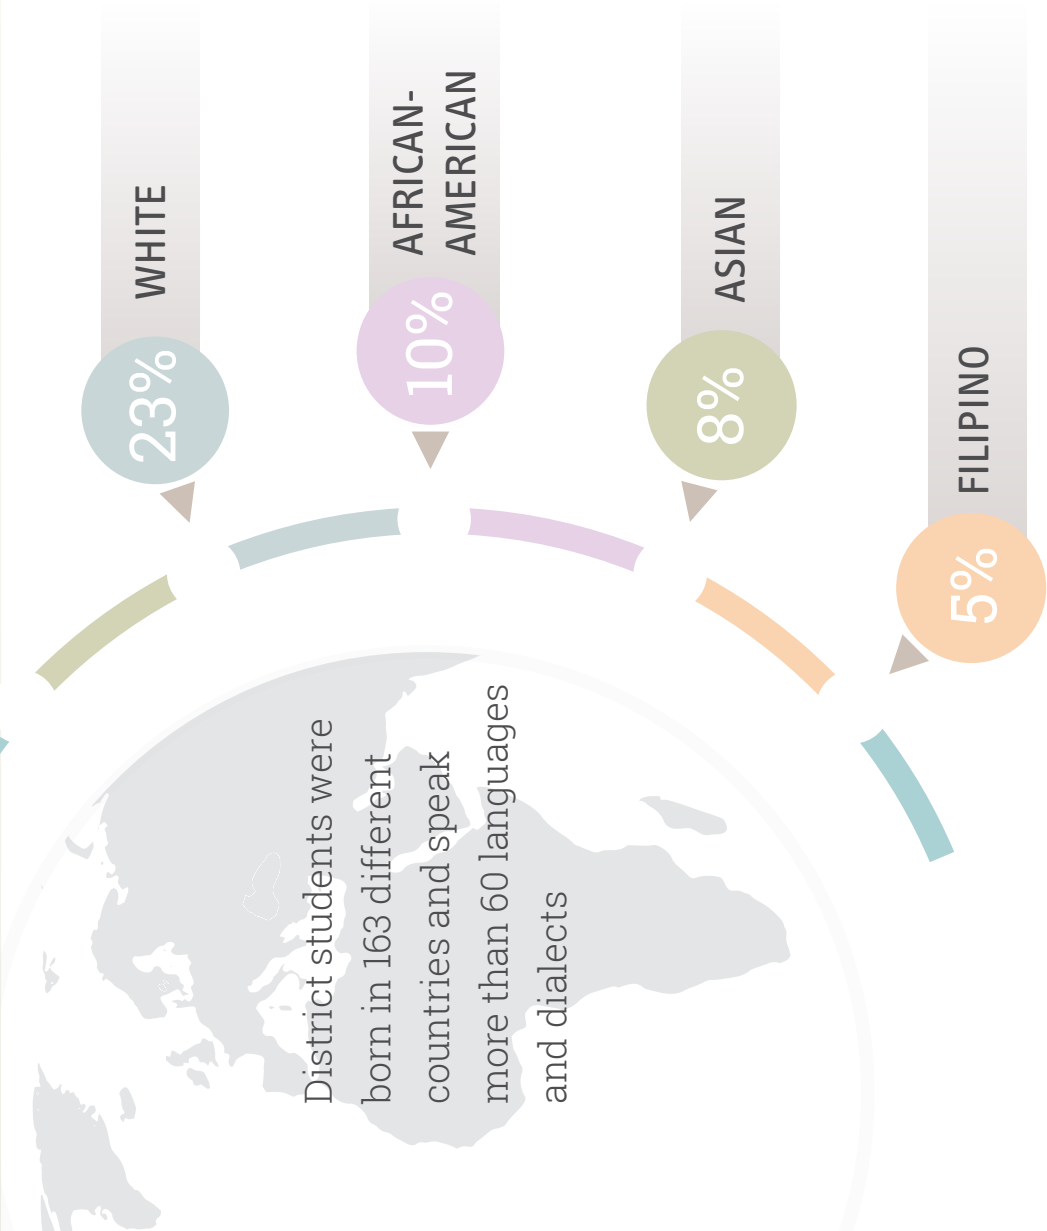 23%
WHITE
10%
AFRICAN-
AMERICAN
8%
ASIAN
5%
FILIPINO
District students were
born in 163 different
countries and speak
more than 60 languages
and dialects